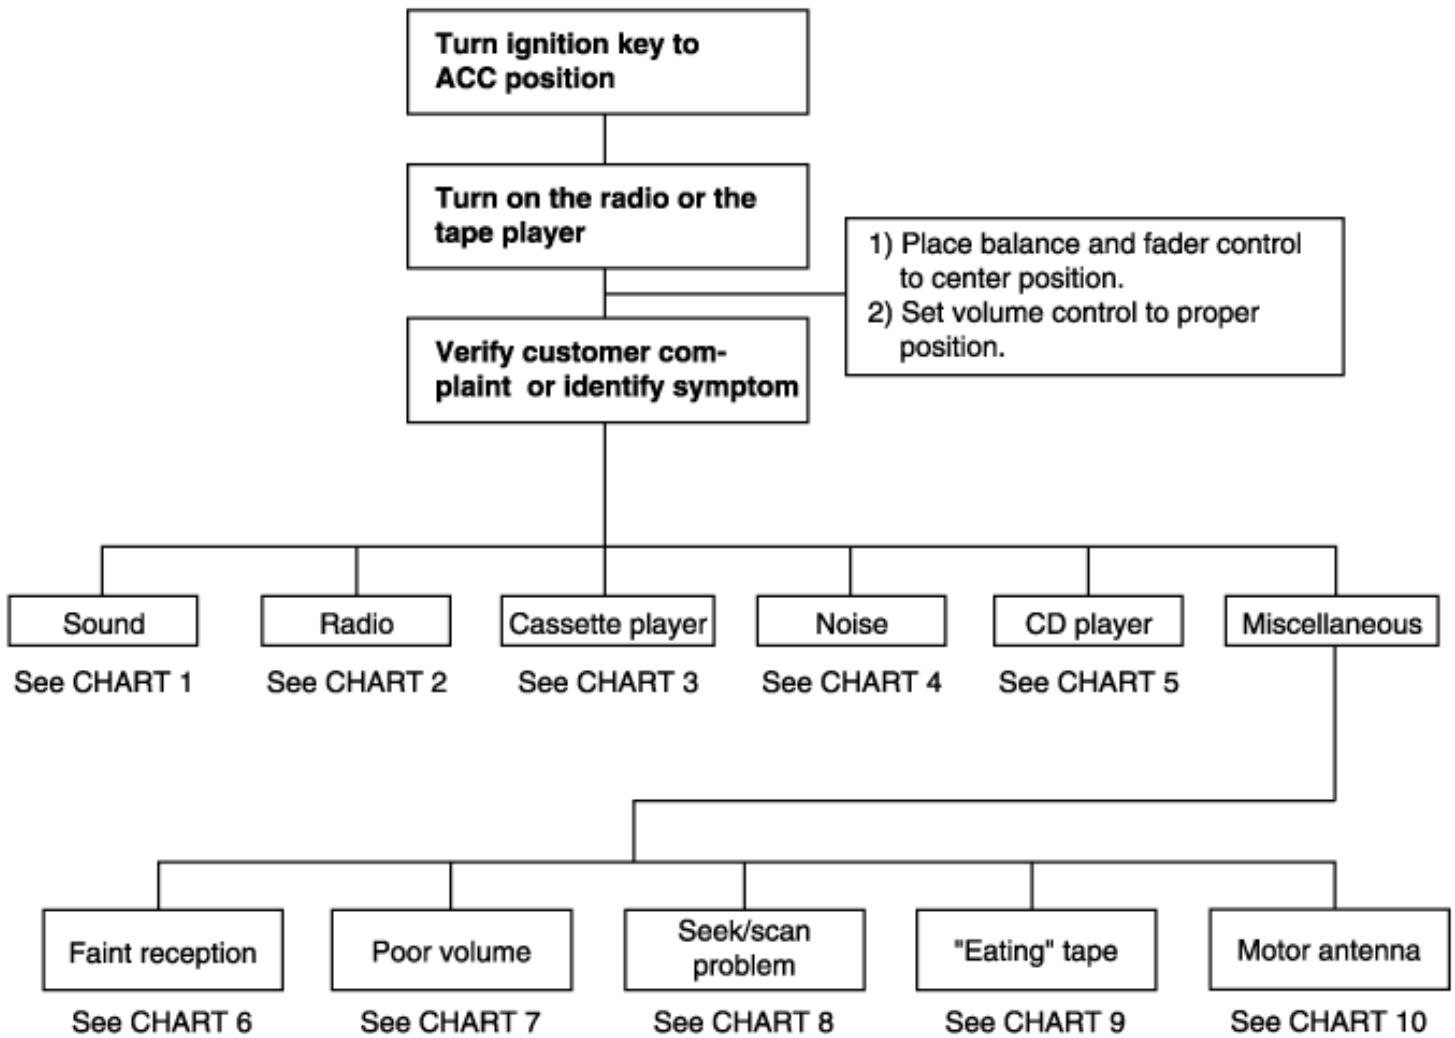 Turn ignition key to
ACC position
Turn on the radio or the
tape player
1) Place balance and fader control
to center position.
2) Set volume control to proper
position.
Verify customer com-
plaint or identify symptom
Sound
Radio
Cassette player
Noise
CD player
Miscellaneous
See CHART 1
See CHART 2
See CHART 3
See CHART 4
See CHART 5
Faint reception
Poor volume
Seek/scan
problem
"Eating" tape
Motor antenna
See CHART 6
See CHART 7
See CHART 8
See CHART 9
See CHART 10